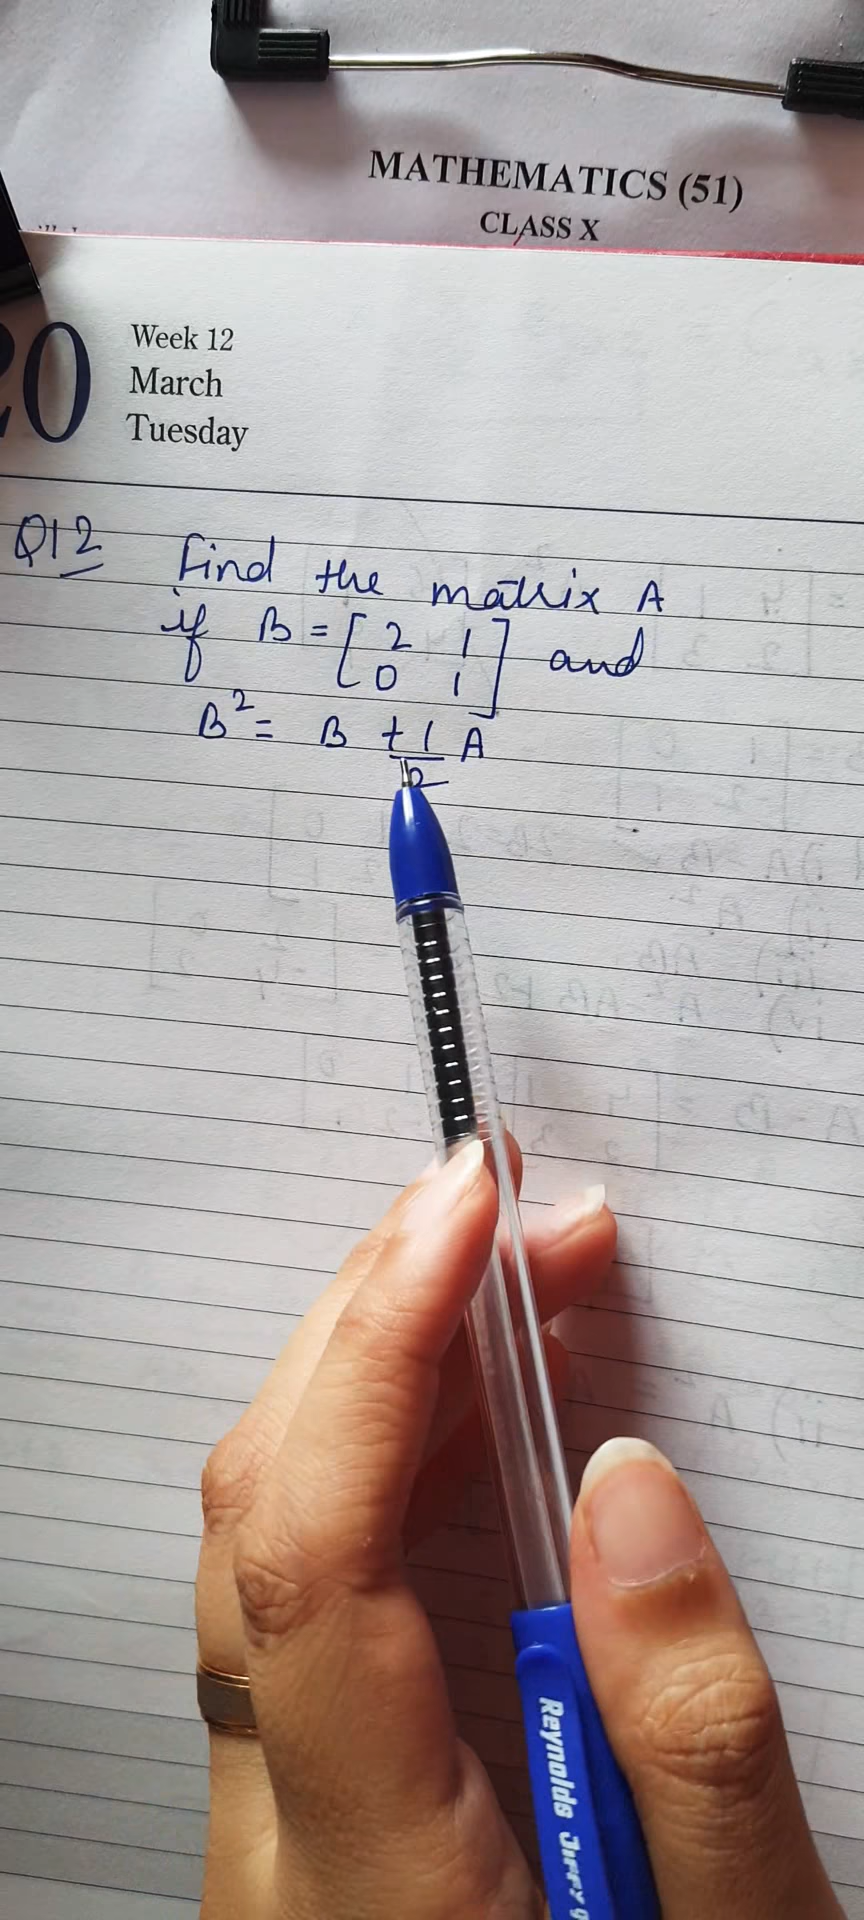 MATHEMATICS (51)
CLASS X
20
Week 12
March
Tuesday
Q12 Find the matrix A
if B = [ 2 1
0 1 ] and
B² = B + 1/2 A
Reynolds